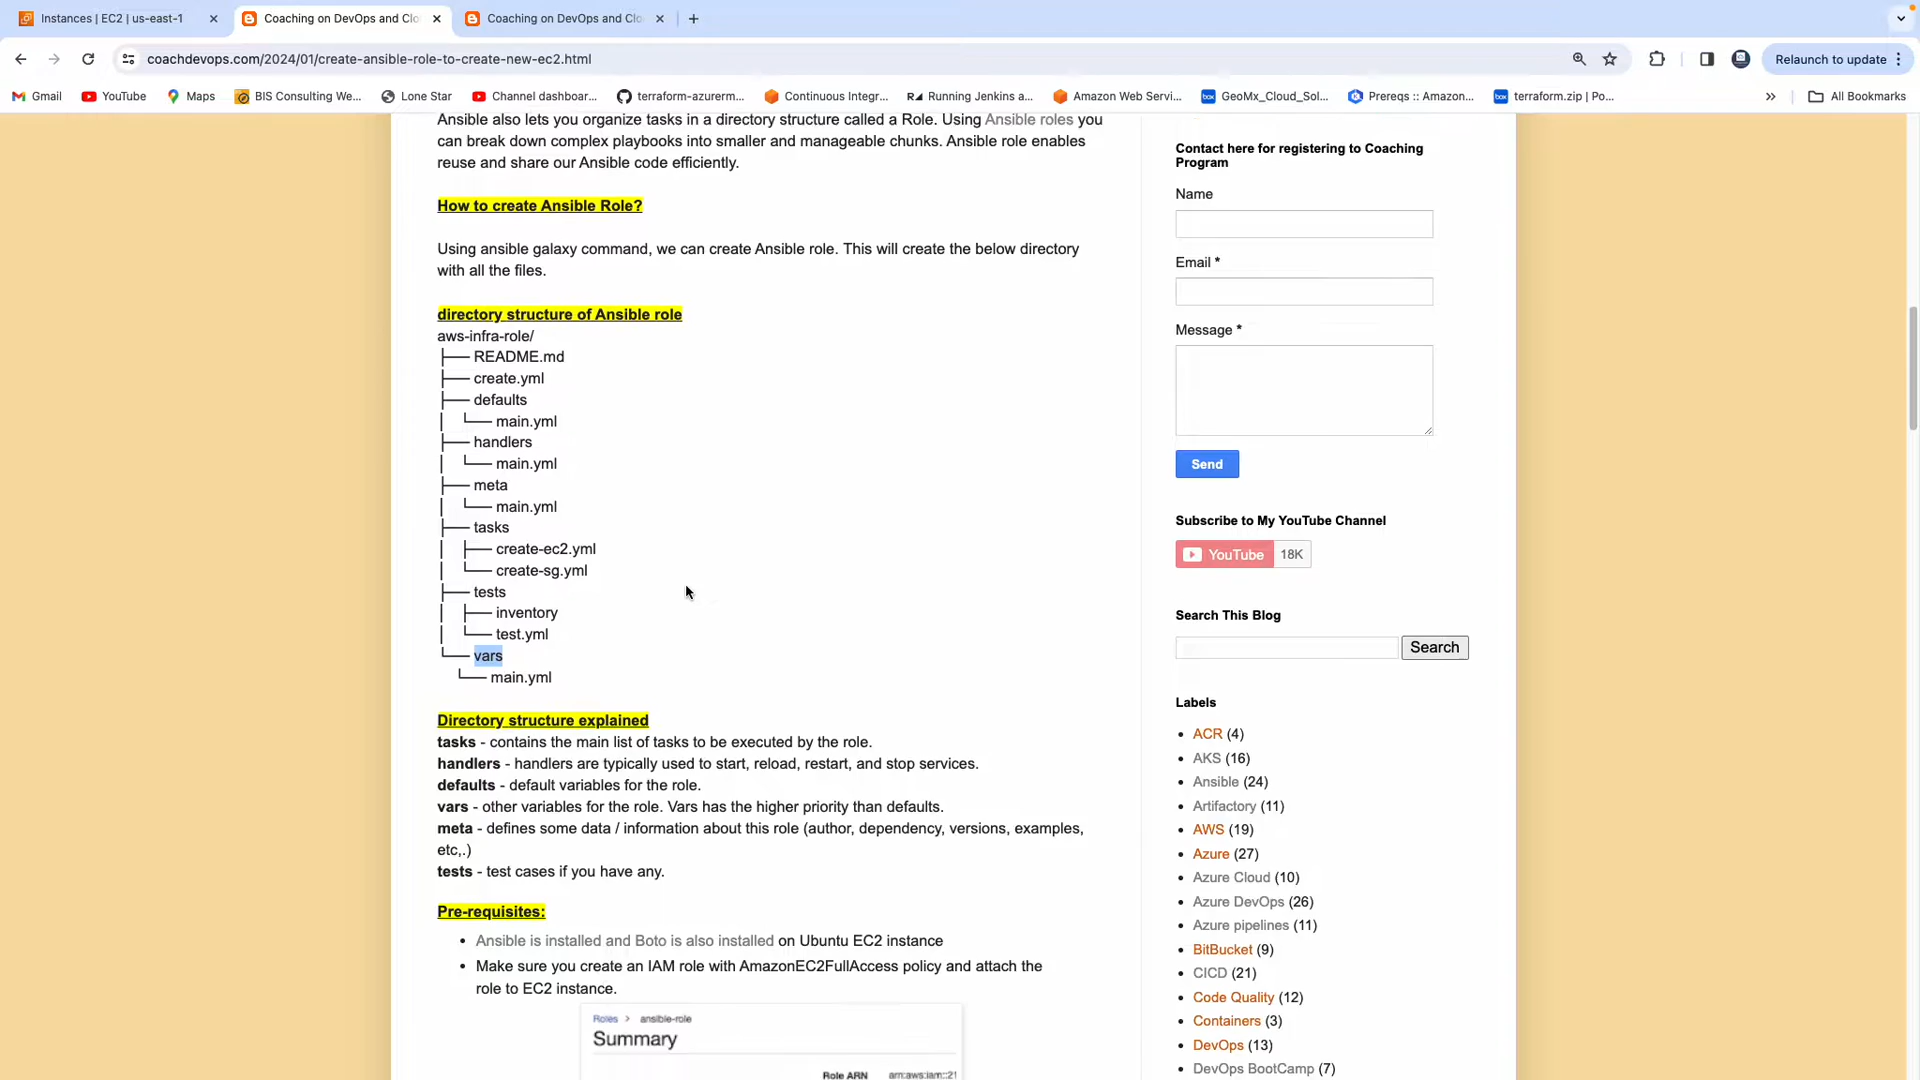 Instances | EC2 | us-east-1
Coaching on DevOps and Clo
Coaching on DevOps and Clo
coachdevops.com/2024/01/create-ansible-role-to-create-new-ec2.html
Relaunch to update
Gmail
YouTube
Maps
BIS Consulting We...
Lone Star
Channel dashboar...
terraform-azurerm...
Continuous Integr...
Running Jenkins a...
Amazon Web Servi...
GeoMx_Cloud_Sol...
Prereqs :: Amazon...
terraform.zip | Po...
All Bookmarks
Ansible also lets you organize tasks in a directory structure called a Role. Using Ansible roles you
can break down complex playbooks into smaller and manageable chunks. Ansible role enables
reuse and share our Ansible code efficiently.
How to create Ansible Role?
Using ansible galaxy command, we can create Ansible role. This will create the below directory
with all the files.
directory structure of Ansible role
aws-infra-role/
├── README.md
├── create.yml
├── defaults
│   └── main.yml
├── handlers
│   └── main.yml
├── meta
│   └── main.yml
├── tasks
│   ├── create-ec2.yml
│   └── create-sg.yml
├── tests
│   ├── inventory
│   └── test.yml
└── vars
└── main.yml
Directory structure explained
tasks - contains the main list of tasks to be executed by the role.
handlers - handlers are typically used to start, reload, restart, and stop services.
defaults - default variables for the role.
vars - other variables for the role. Vars has the higher priority than defaults.
meta - defines some data / information about this role (author, dependency, versions, examples,
etc,.)
tests - test cases if you have any.
Pre-requisites:
• Ansible is installed and Boto is also installed on Ubuntu EC2 instance
• Make sure you create an IAM role with AmazonEC2FullAccess policy and attach the
role to EC2 instance.
Roles > ansible-role
Summary
Role ARN arn:aws:iam::21
Contact here for registering to Coaching
Program
Name
Email *
Message *
Send
Subscribe to My YouTube Channel
YouTube 18K
Search This Blog
Search
Labels
• ACR (4)
• AKS (16)
• Ansible (24)
• Artifactory (11)
• AWS (19)
• Azure (27)
• Azure Cloud (10)
• Azure DevOps (26)
• Azure pipelines (11)
• BitBucket (9)
• CICD (21)
• Code Quality (12)
• Containers (3)
• DevOps (13)
• DevOps BootCamp (7)